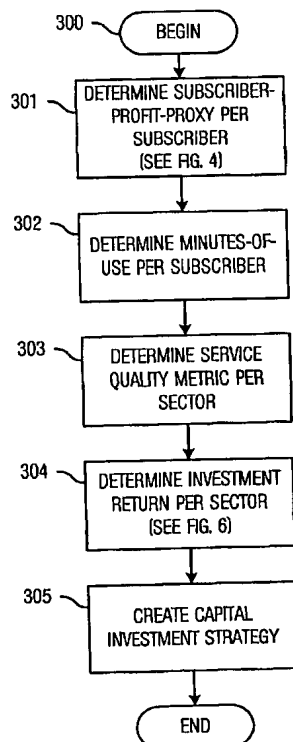 300
BEGIN
301
DETERMINE SUBSCRIBER-
PROFIT-PROXY PER
SUBSCRIBER
(SEE FIG. 4)
302
DETERMINE MINUTES-OF-
USE PER SUBSCRIBER
303
DETERMINE SERVICE
QUALITY METRIC PER
SECTOR
304
DETERMINE INVESTMENT
RETURN PER SECTOR
(SEE FIG. 6)
305
CREATE CAPITAL
INVESTMENT STRATEGY
END